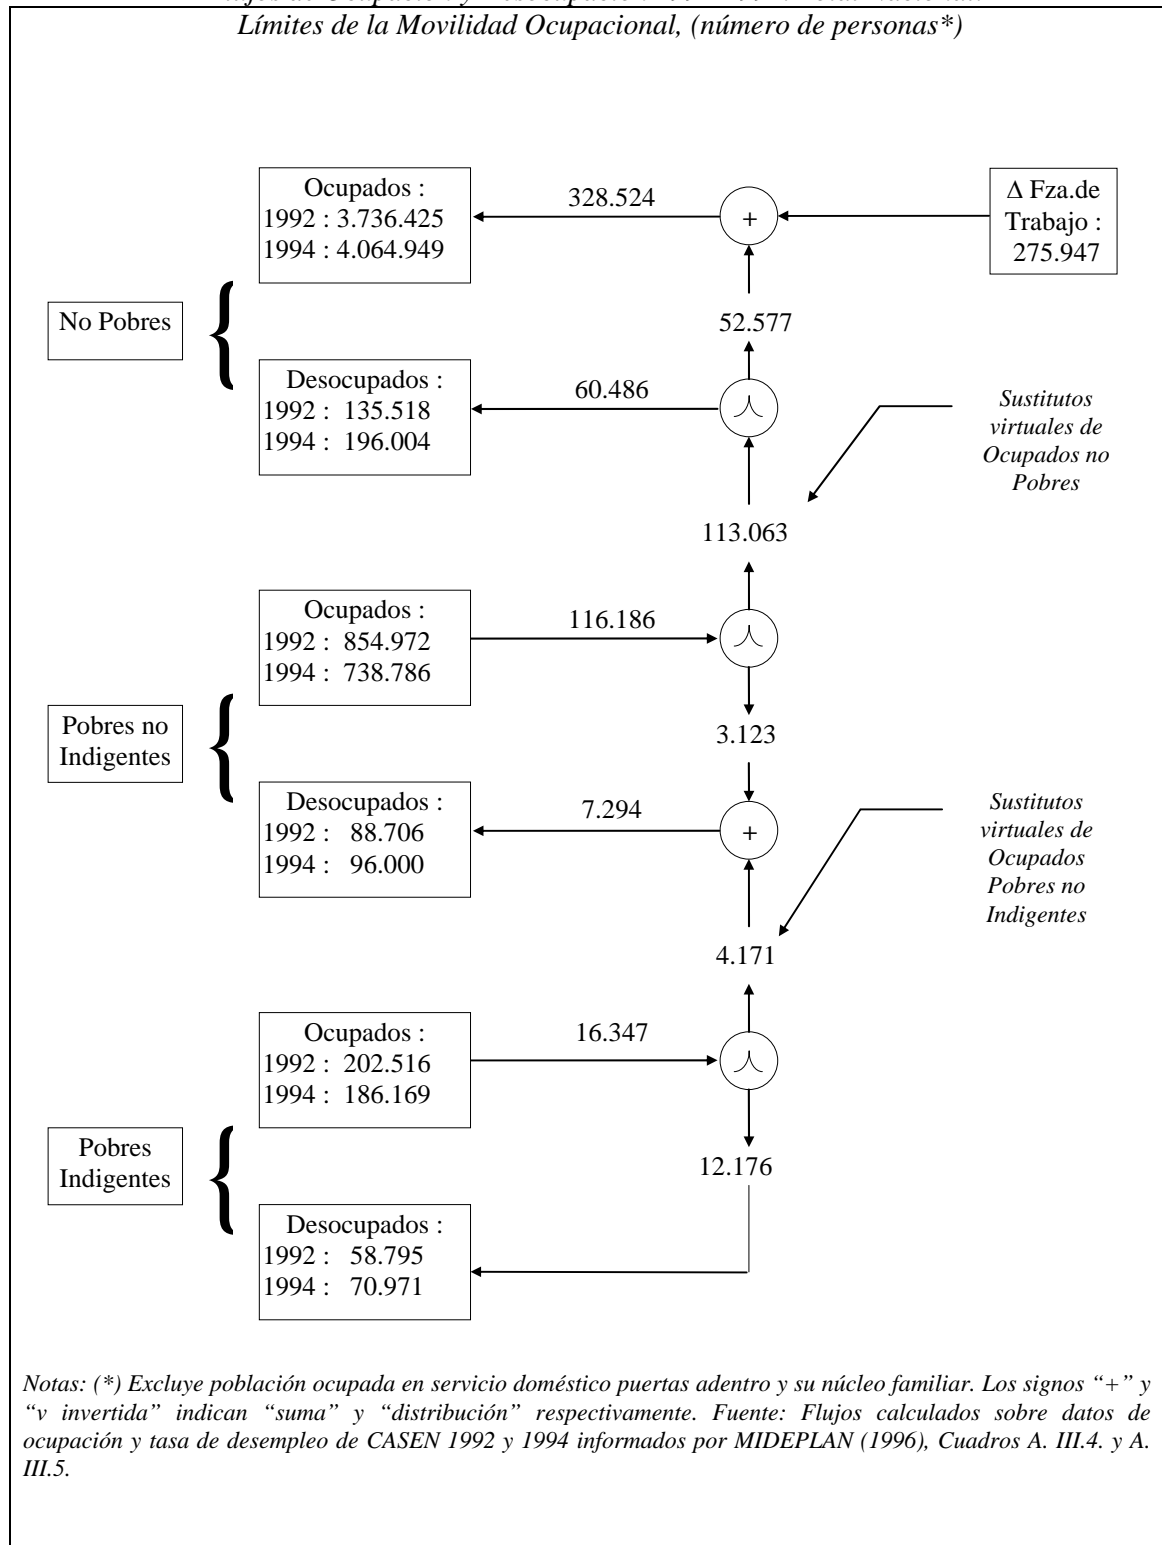 Límites de la Movilidad Ocupacional, (número de personas*)
Ocupados :
1992 : 3.736.425
1994 : 4.064.949
328.524
+
Δ Fza.de
Trabajo :
275.947
No Pobres
52.577
Desocupados :
1992 : 135.518
1994 : 196.004
60.486
Sustitutos
virtuales de
Ocupados no
Pobres
113.063
Ocupados :
1992 : 854.972
1994 : 738.786
116.186
Pobres no
Indigentes
3.123
Desocupados :
1992 : 88.706
1994 : 96.000
7.294
+
Sustitutos
virtuales de
Ocupados
Pobres no
Indigentes
4.171
Ocupados :
1992 : 202.516
1994 : 186.169
16.347
Pobres
Indigentes
12.176
Desocupados :
1992 : 58.795
1994 : 70.971
Notas: (*) Excluye población ocupada en servicio doméstico puertas adentro y su núcleo familiar. Los signos “+” y
“v invertida” indican “suma” y “distribución” respectivamente. Fuente: Flujos calculados sobre datos de
ocupación y tasa de desempleo de CASEN 1992 y 1994 informados por MIDEPLAN (1996), Cuadros A. III.4. y A.
III.5.